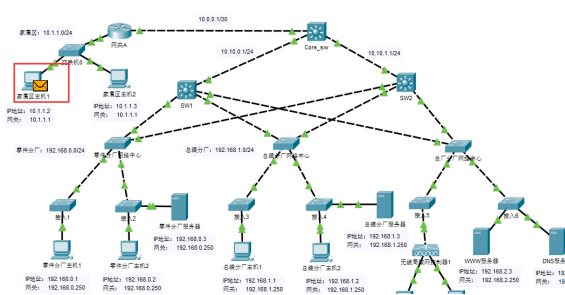 家属区: 10.1.1.0/24
10.0.0.1/30
网关A
Core_sw
交换机0
10.10.0.1/24
10.10.1.1/24
家属区主机1
家属区主机2
IP地址: 10.1.1.2
网关: 10.1.1.1
IP地址: 10.1.1.3
网关: 10.1.1.1
SW1
SW2
零件分厂: 192.168.0.0/24
零件分厂网络中心
总装分厂: 192.168.1.0/24
总装分厂网络中心
总厂分厂网络中心
接入1
接入2
零件分厂服务器
IP地址: 192.168.0.3
网关: 192.168.0.250
接入3
接入4
总装分厂服务器
IP地址: 192.168.1.3
网关: 192.168.1.250
接入5
接入6
零件分厂主机1
零件分厂主机2
总装分厂主机1
总装分厂主机2
WWW服务器
DNS服务器
IP地址: 192.168.0.1
网关: 192.168.0.250
IP地址: 192.168.0.2
网关: 192.168.0.250
IP地址: 192.168.1.1
网关: 192.168.1.250
IP地址: 192.168.1.2
网关: 192.168.1.250
IP地址: 192.168.2.3
网关: 192.168.2.250
IP地址:
网关: